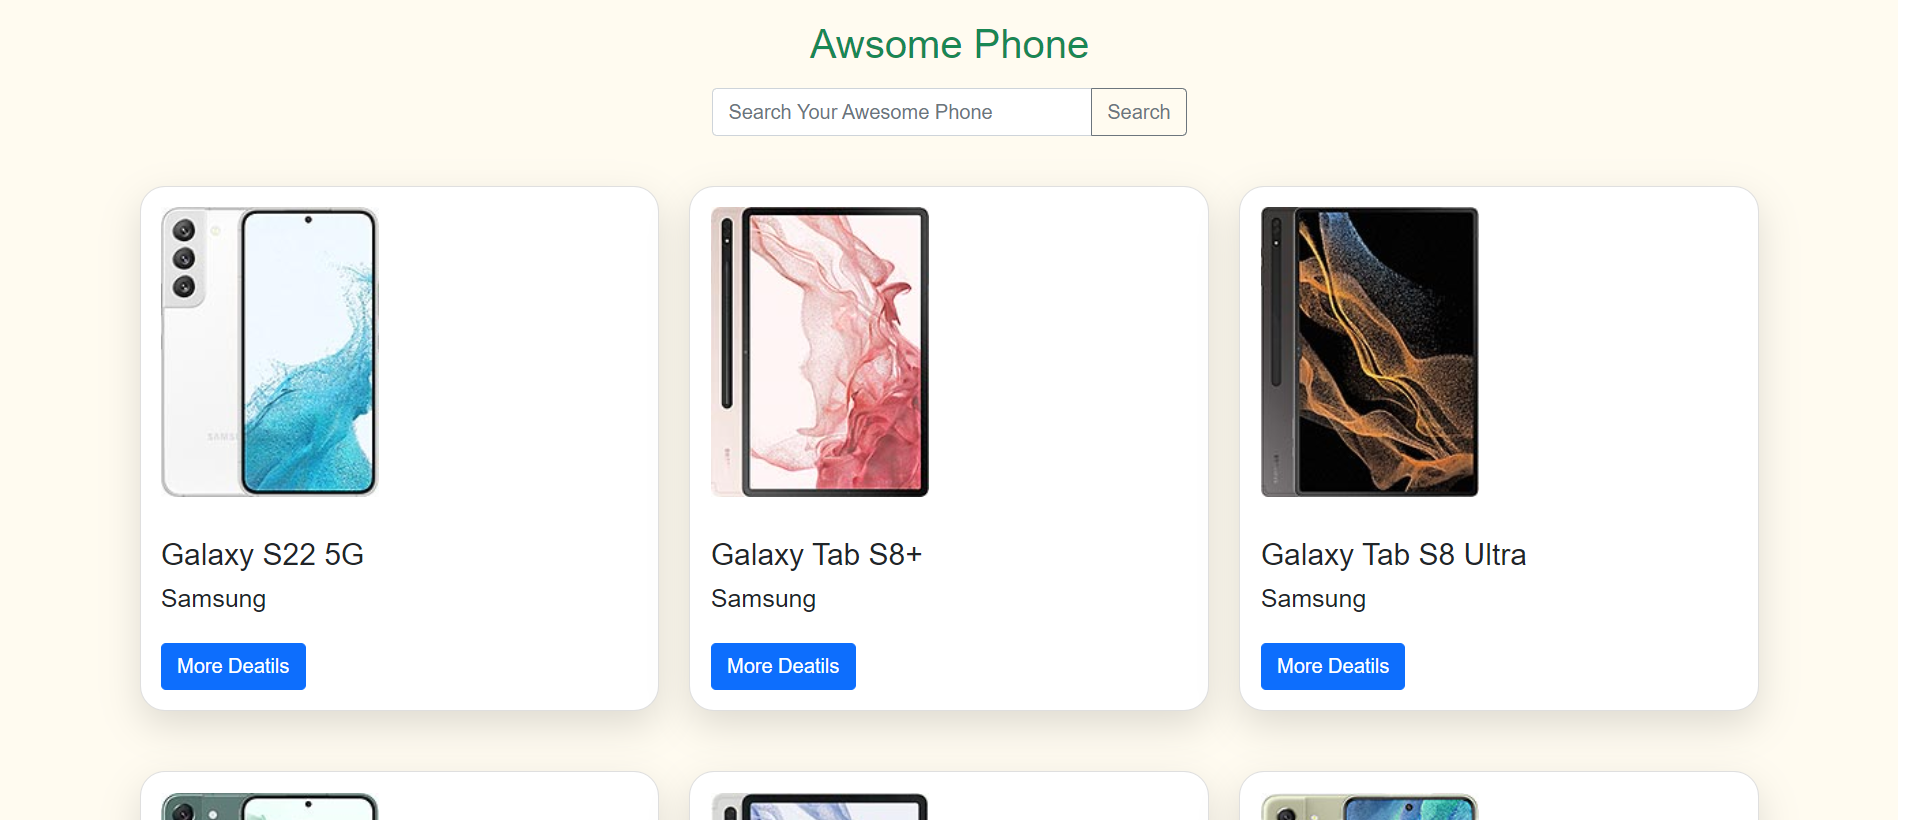 Awsome Phone
Search Your Awesome Phone Search
Galaxy S22 5G
Samsung
More Deatils
Galaxy Tab S8+
Samsung
More Deatils
Galaxy Tab S8 Ultra
Samsung
More Deatils